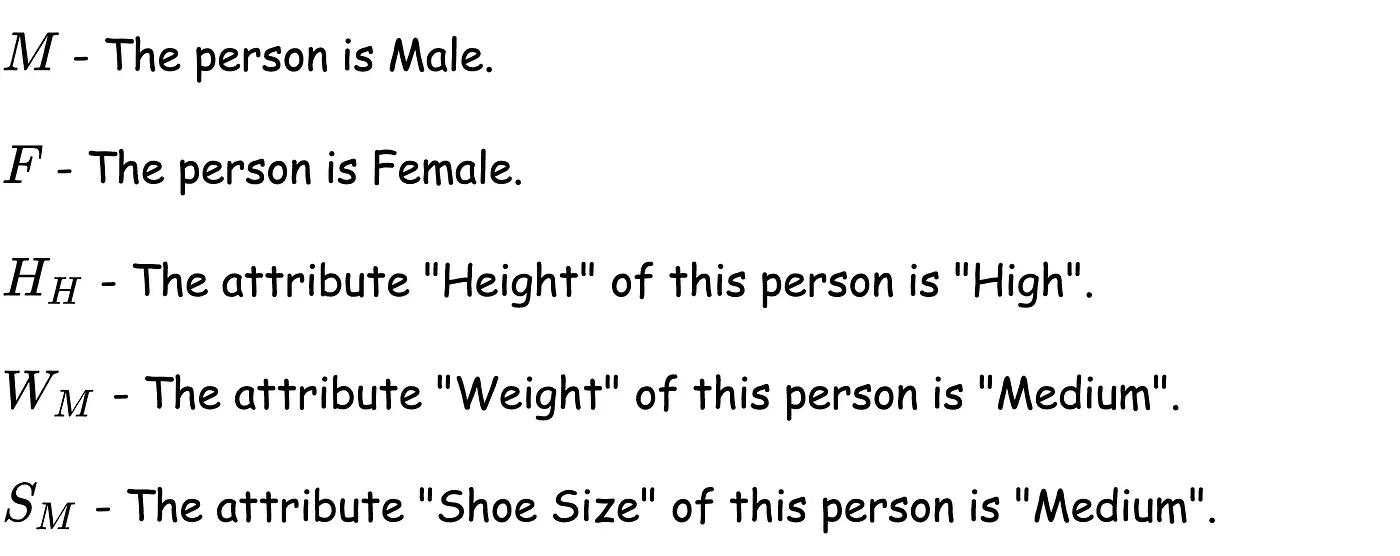 M - The person is Male.
F - The person is Female.
H_H - The attribute "Height" of this person is "High".
W_M - The attribute "Weight" of this person is "Medium".
S_M - The attribute "Shoe Size" of this person is "Medium".